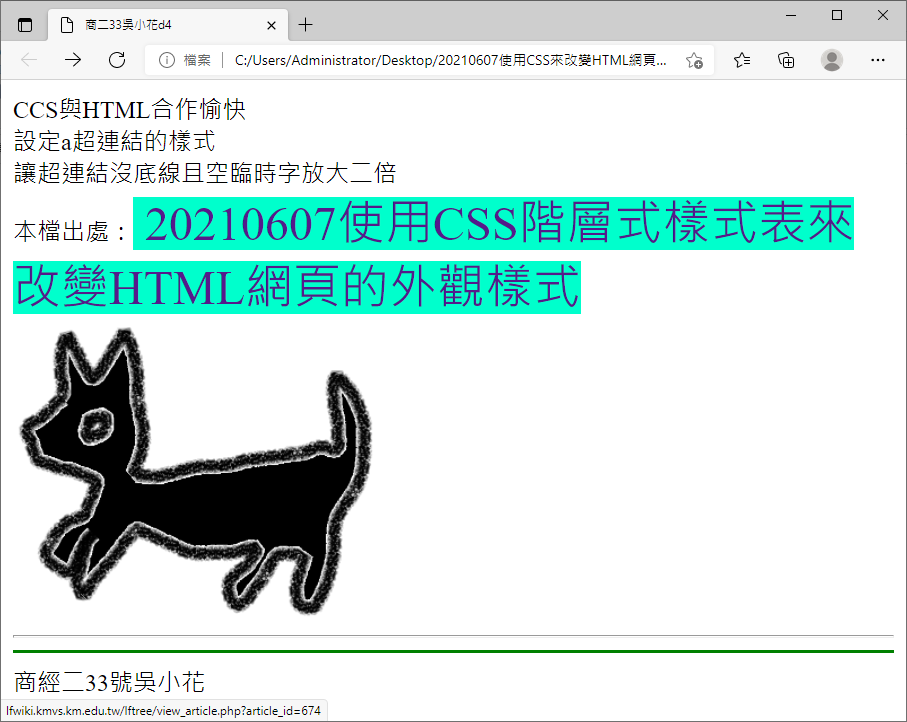 商二33吳小花d4
檔案 C:/Users/Administrator/Desktop/20210607使用CSS來改變HTML網頁...
CCS與HTML合作愉快
設定a超連結的樣式
讓超連結沒底線且空臨時字放大二倍
本檔出處： 20210607使用CSS階層式樣式表來
改變HTML網頁的外觀樣式
商經二33號吳小花
lfwiki.kmvs.km.edu.tw/lftree/view_article.php?article_id=674